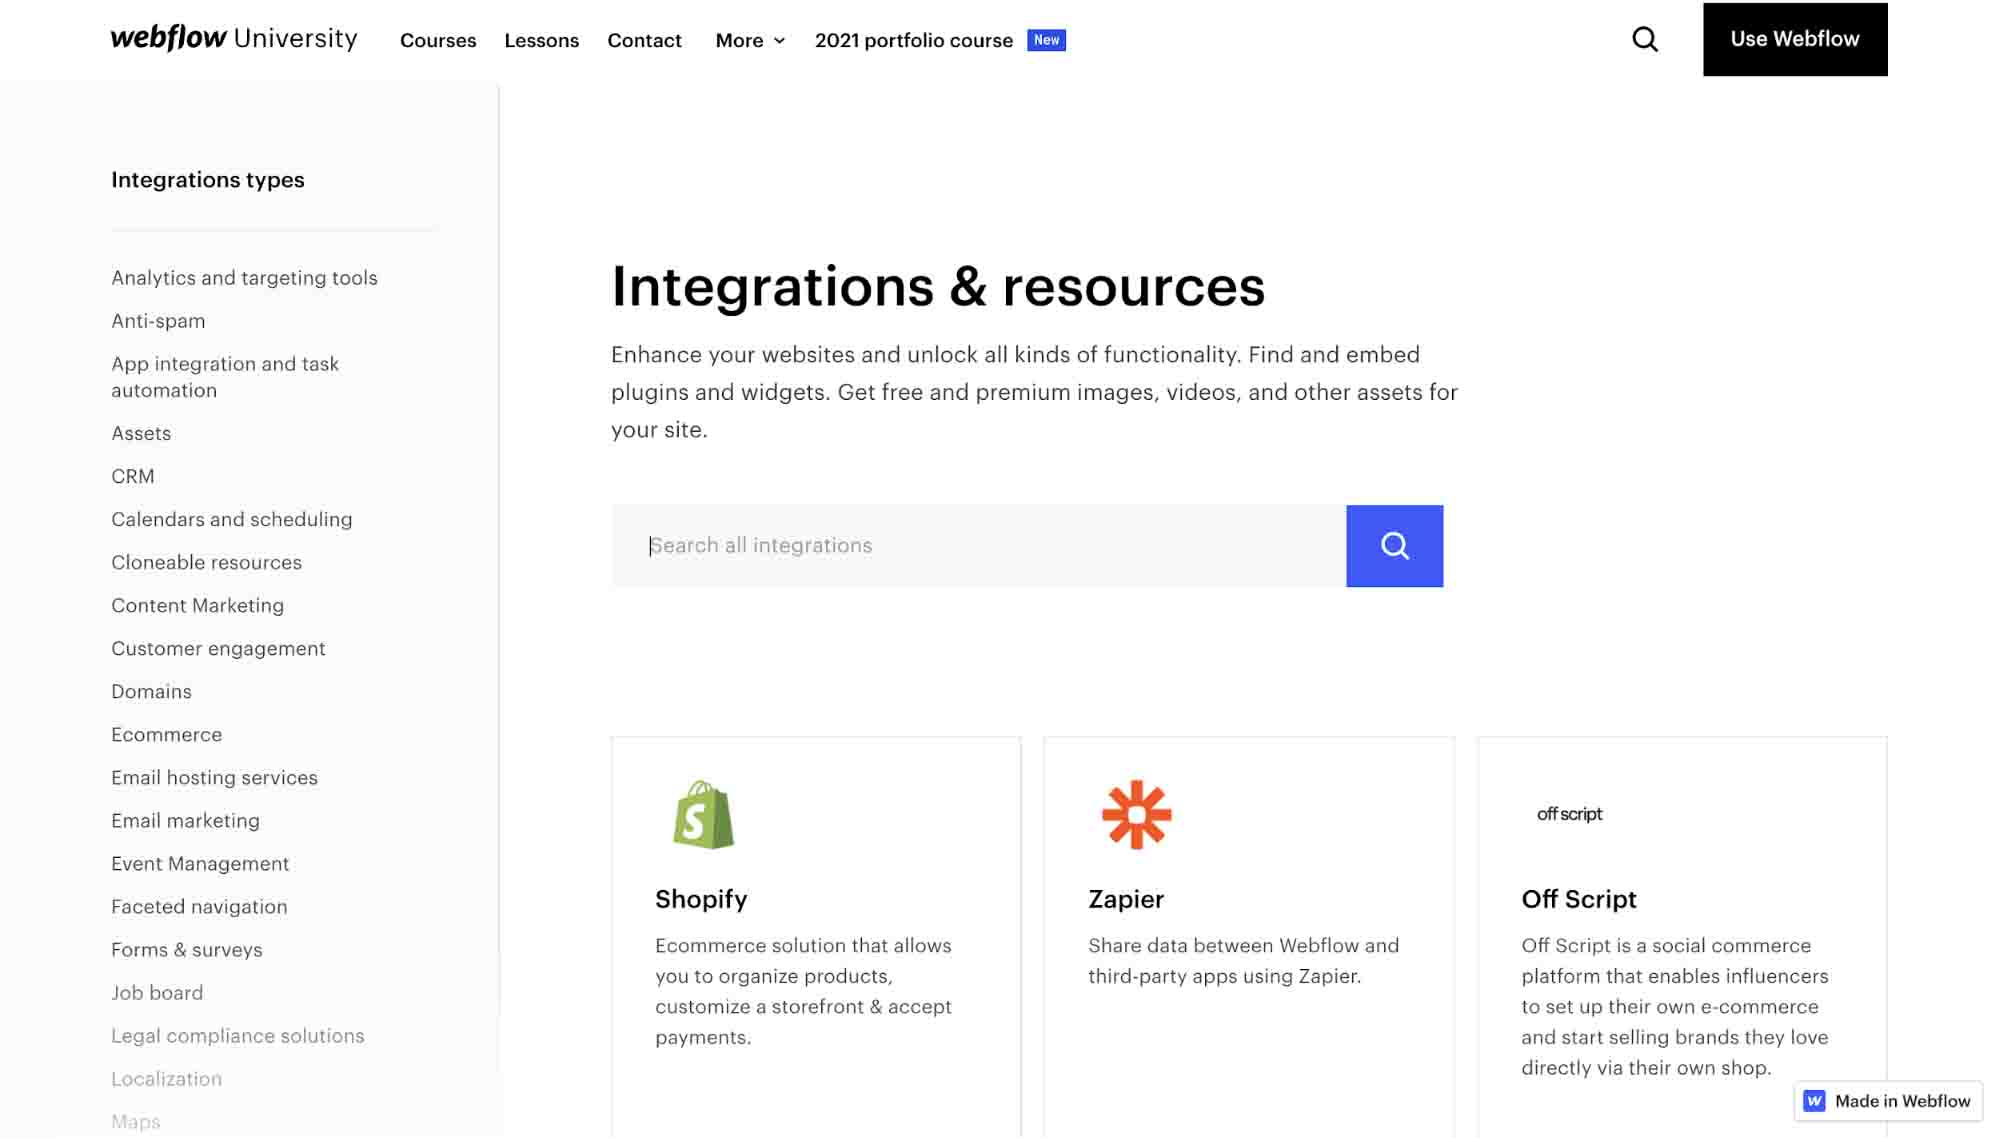 webflow University
Courses
Lessons
Contact
More
2021 portfolio course
New
Use Webflow
Integrations types
Analytics and targeting tools
Anti-spam
App integration and task
automation
Assets
CRM
Calendars and scheduling
Cloneable resources
Content Marketing
Customer engagement
Domains
Ecommerce
Email hosting services
Email marketing
Event Management
Faceted navigation
Forms & surveys
Job board
Legal compliance solutions
Localization
Maps
Integrations & resources
Enhance your websites and unlock all kinds of functionality. Find and embed
plugins and widgets. Get free and premium images, videos, and other assets for
your site.
Search all integrations
S
Shopify
Ecommerce solution that allows
you to organize products,
customize a storefront & accept
payments.
Zapier
Share data between Webflow and
third-party apps using Zapier.
off script
Off Script
Off Script is a social commerce
platform that enables influencers
to set up their own e-commerce
and start selling brands they love
directly via their own shop.
W Made in Webflow